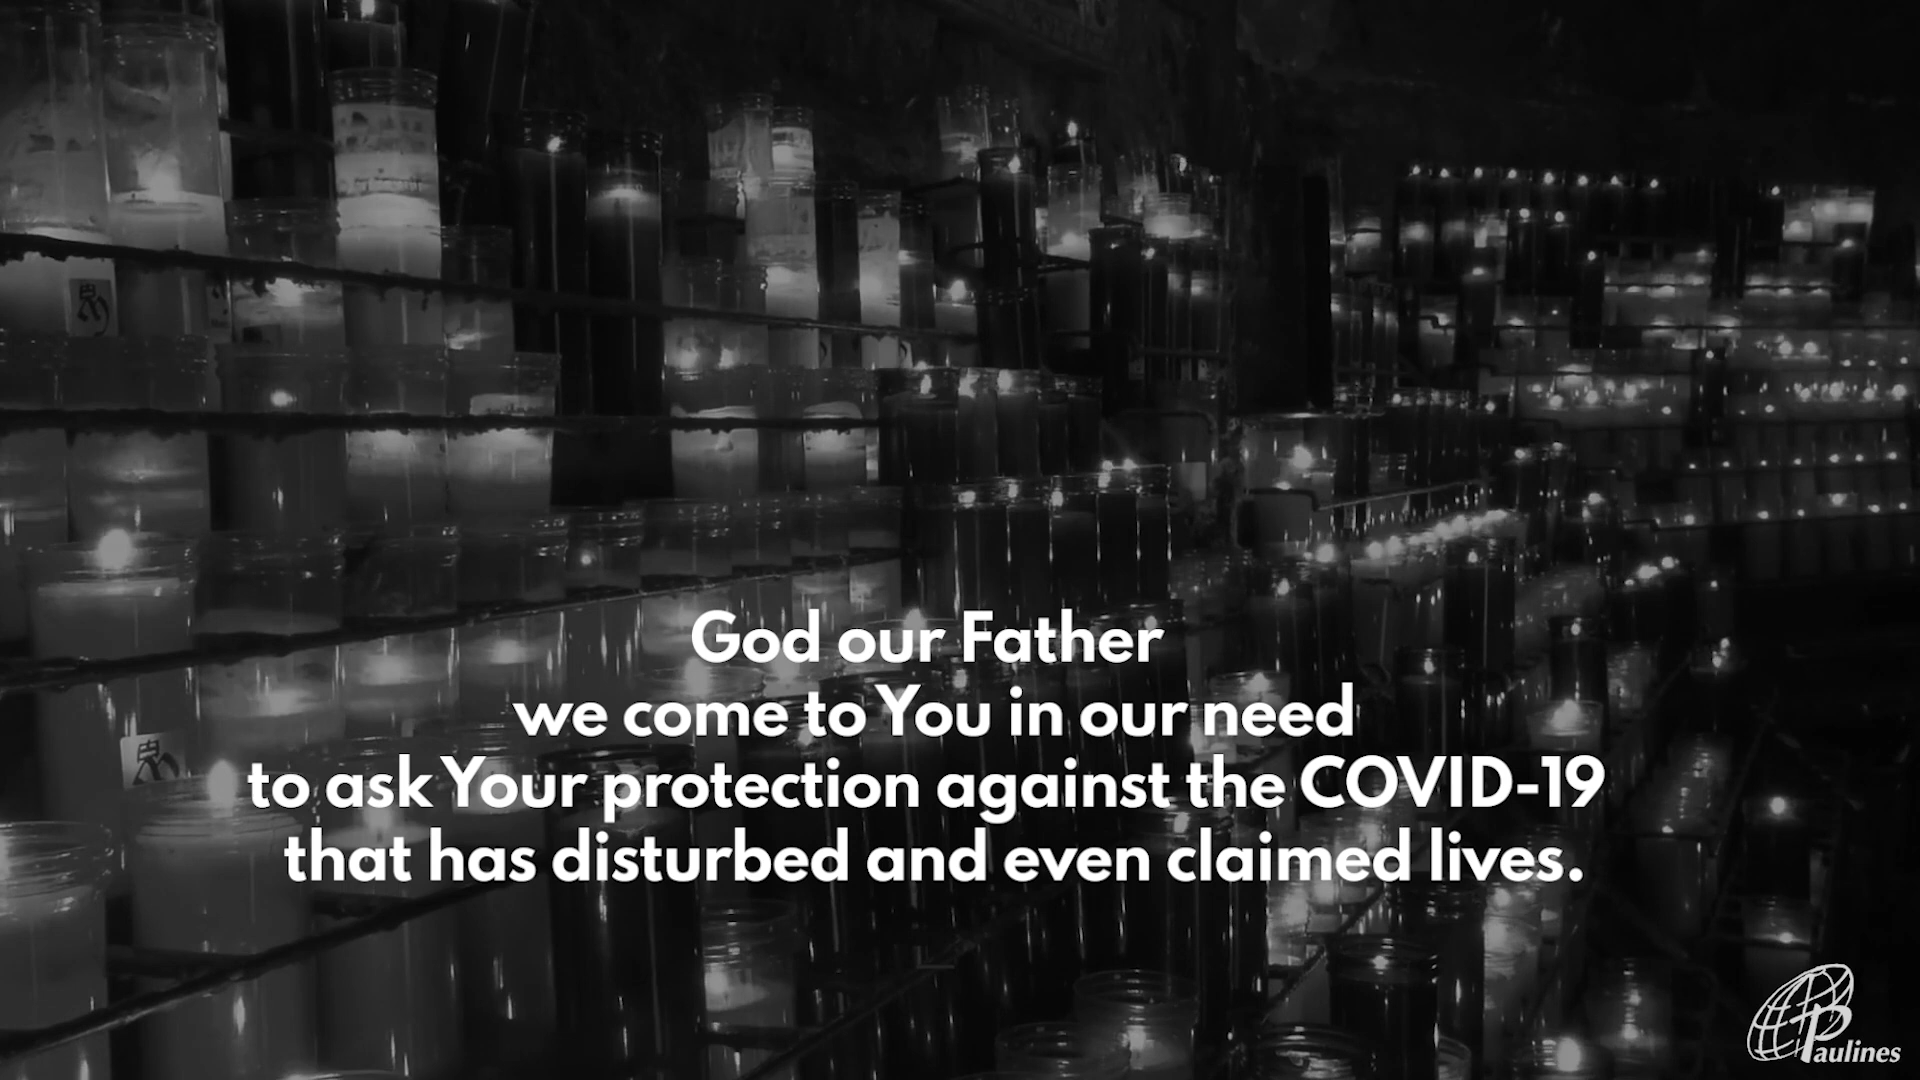 God our Father
we come to You in our need
to ask Your protection against the COVID-19
that has disturbed and even claimed lives.
Paulines